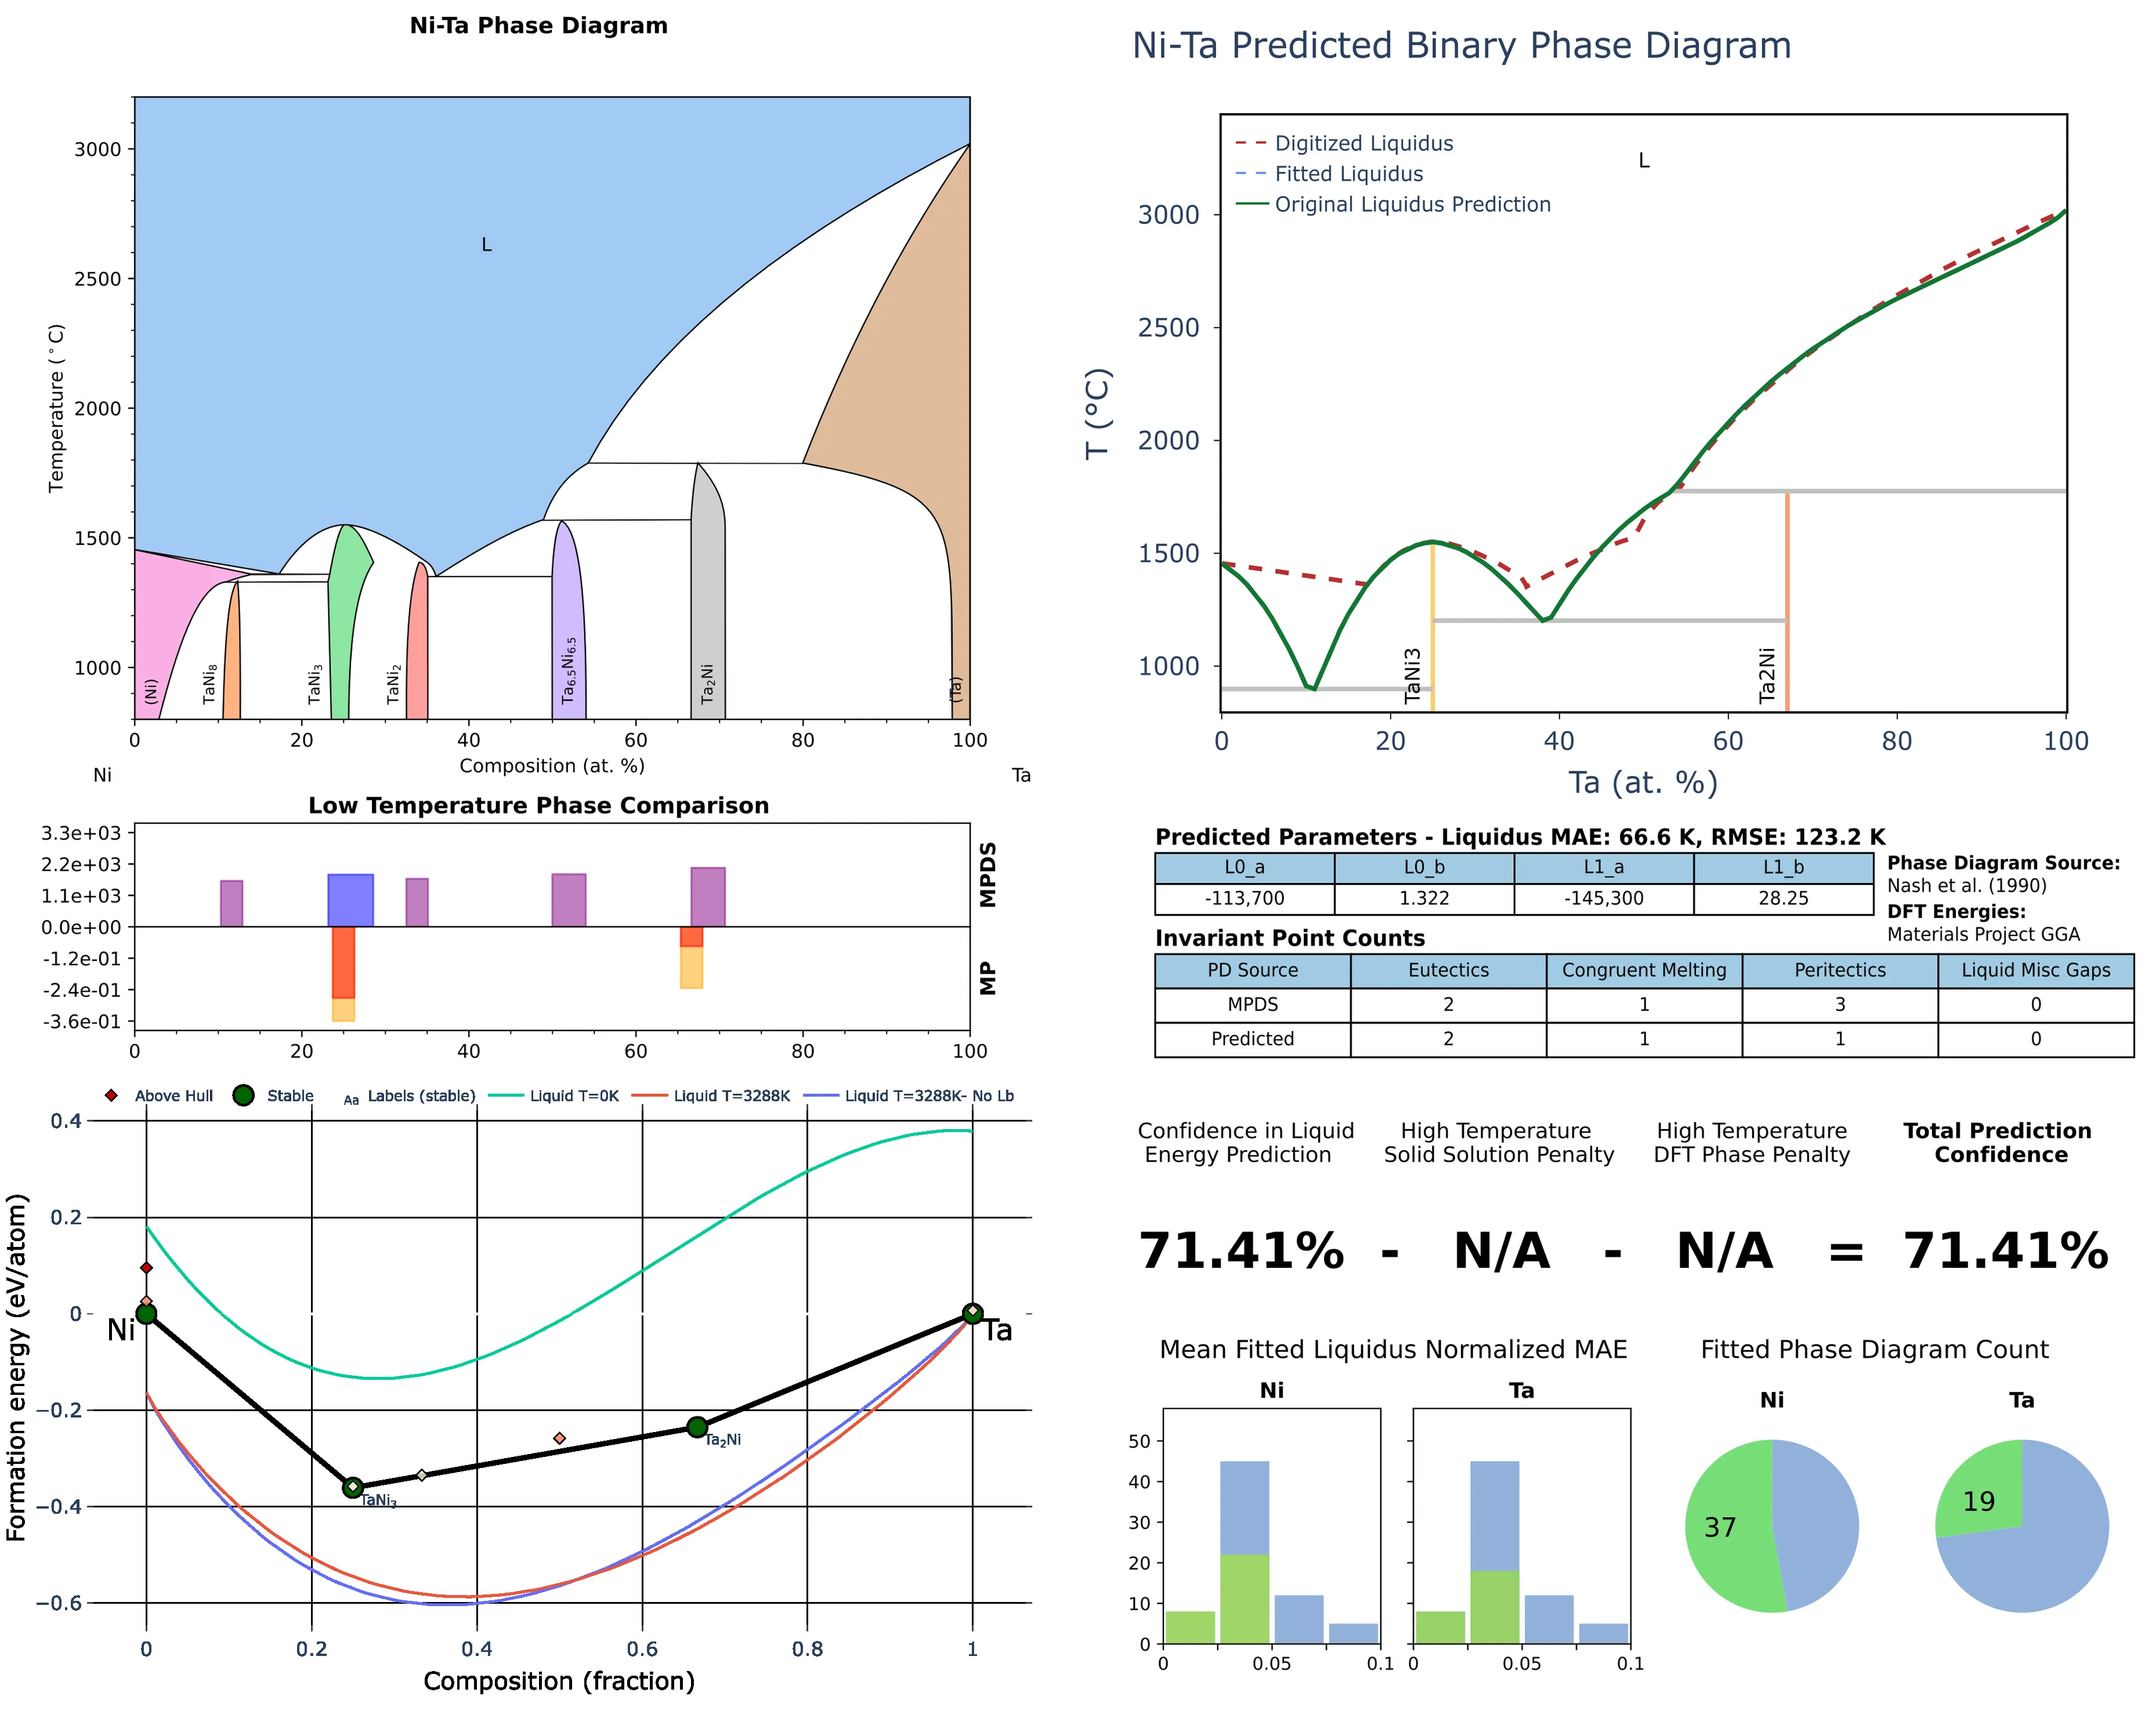 Ni-Ta Phase Diagram
3000
2500
2000
1500
1000
Temperature (°C)
L
(Ni)
TaNi8
TaNi3
TaNi2
Ta6.5Ni6.5
Ta2Ni
(Ta)
0 20 40 60 80 100
Composition (at. %)
Ni Ta
Low Temperature Phase Comparison
3.3e+03
2.2e+03
1.1e+03
0.0e+00
-1.2e-01
-2.4e-01
-3.6e-01
MPDS
MP
0 20 40 60 80 100
Above Hull Stable Aa Labels (stable) Liquid T=0K Liquid T=3288K Liquid T=3288K- No Lb
0.4
0.2
0
−0.2
−0.4
−0.6
Formation energy (eV/atom)
Ni
Ta
TaNi3
Ta2Ni
0 0.2 0.4 0.6 0.8 1
Composition (fraction)
Ni-Ta Predicted Binary Phase Diagram
Digitized Liquidus
Fitted Liquidus
Original Liquidus Prediction
L
3000
2500
2000
1500
1000
T (°C)
TaNi3
Ta2Ni
0 20 40 60 80 100
Ta (at. %)
Predicted Parameters - Liquidus MAE: 66.6 K, RMSE: 123.2 K
L0_a L0_b L1_a L1_b
-113,700 1.322 -145,300 28.25
Phase Diagram Source:
Nash et al. (1990)
DFT Energies:
Materials Project GGA
Invariant Point Counts
PD Source Eutectics Congruent Melting Peritectics Liquid Misc Gaps
MPDS 2 1 3 0
Predicted 2 1 1 0
Confidence in Liquid
Energy Prediction
High Temperature
Solid Solution Penalty
High Temperature
DFT Phase Penalty
Total Prediction
Confidence
71.41% - N/A - N/A = 71.41%
Mean Fitted Liquidus Normalized MAE
Ni Ta
50
40
30
20
10
0
0 0.05 0.1 0 0.05 0.1
Fitted Phase Diagram Count
Ni Ta
37 19